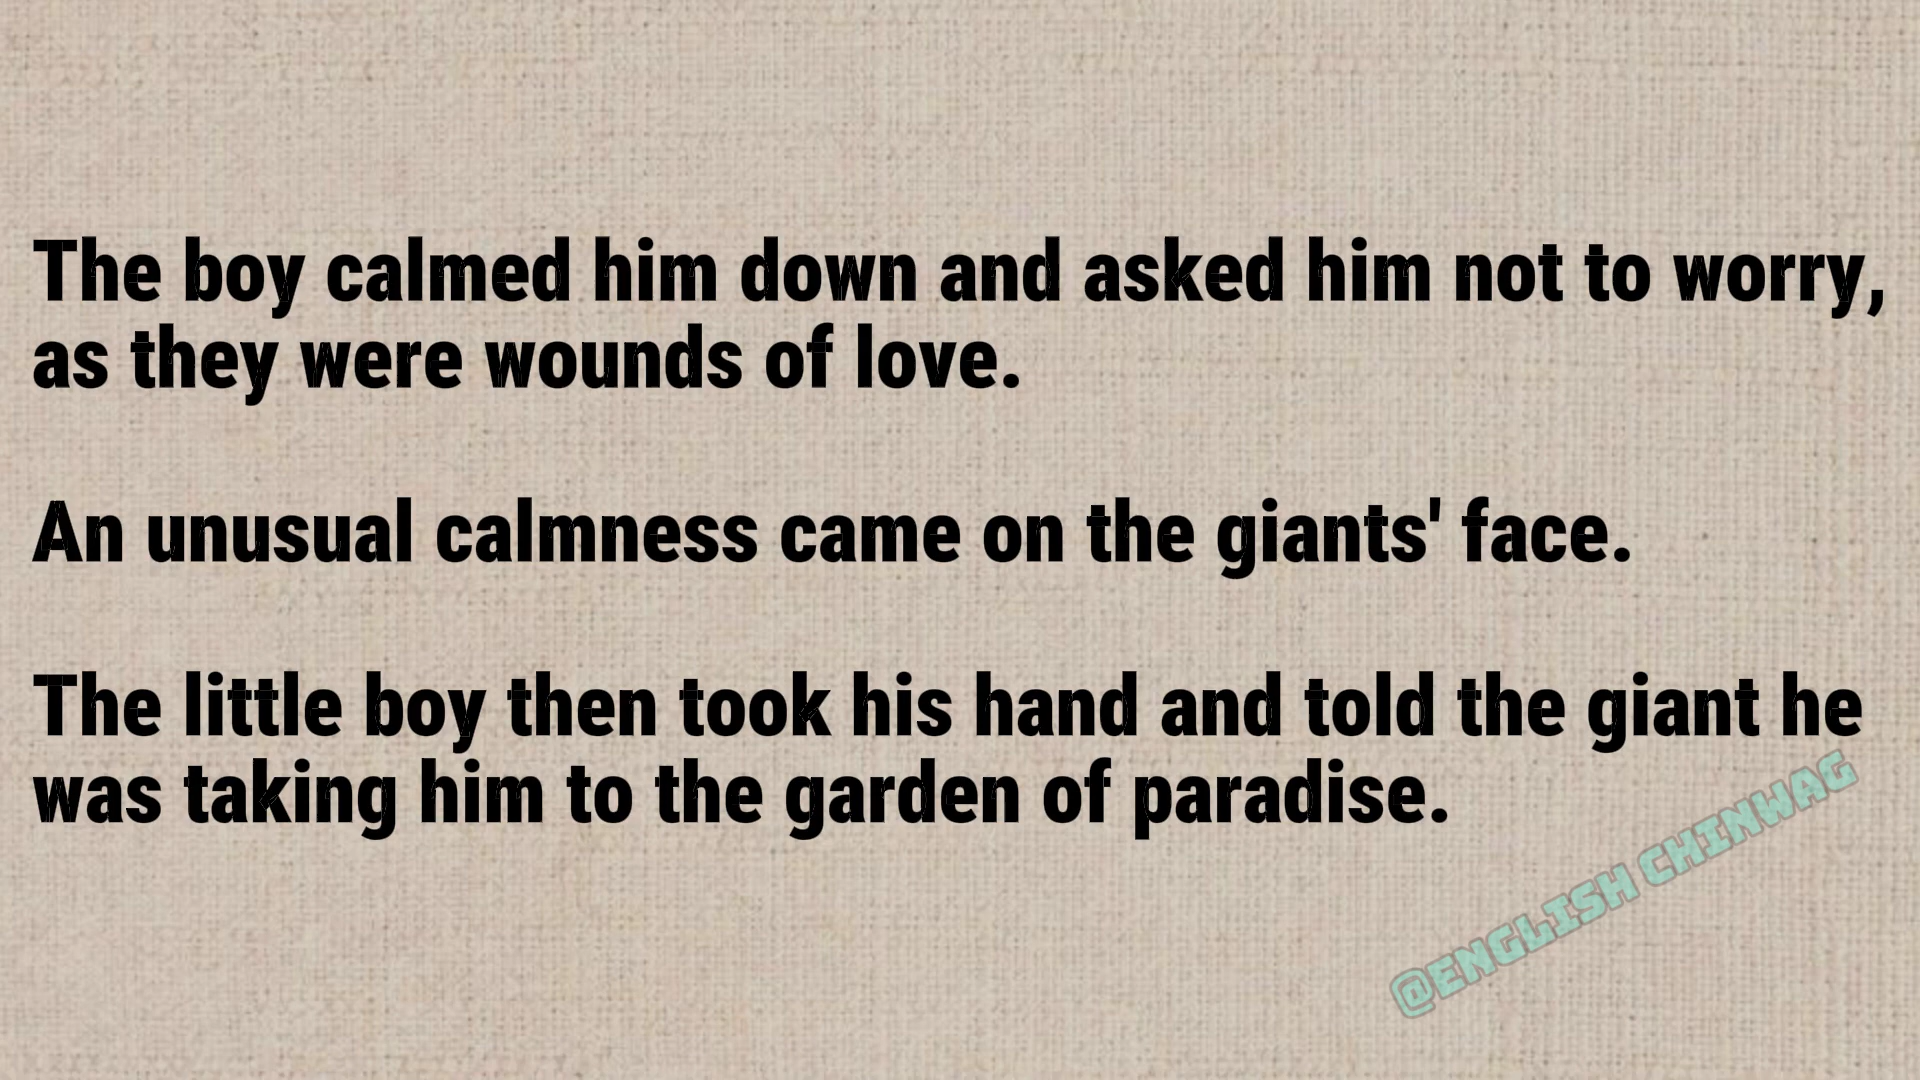 The boy calmed him down and asked him not to worry,
as they were wounds of love.
An unusual calmness came on the giants' face.
The little boy then took his hand and told the giant he
was taking him to the garden of paradise.
@ENGLISH CHINWAG